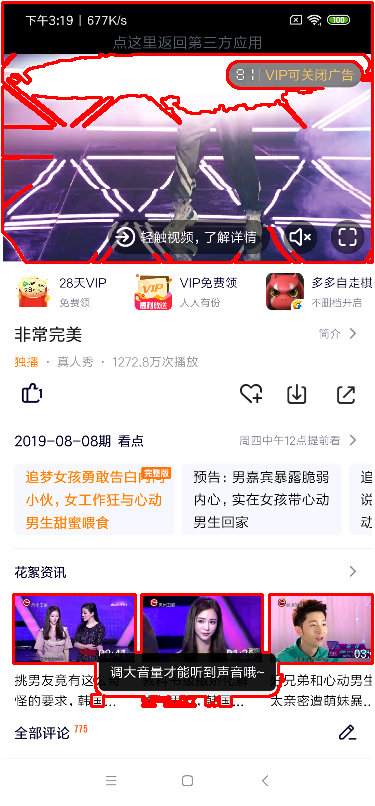 下午3:19 | 677K/s
100
点这里返回第三方应用
81 | VIP可关闭广告
轻触视频，了解详情
28天VIP
免费领
VIP免费领
人人有份
多多自走棋
不删档开启
非常完美
简介
独播 · 真人秀 · 1272.8万次播放
1
2019-08-08期 看点
周四中午12点提前看
追梦女孩勇敢告白内向
完整版
小伙，女工作狂与心动
男生甜蜜喂食
预告：男嘉宾暴露脆弱
内心，实在女孩带心动
男生回家
追
说
动
花絮资讯
调大音量才能听到声音哦~
挑男友竟有这
怪的要求，韩国...
兄弟和心动男生
太亲密遭萌妹暴...
全部评论 775